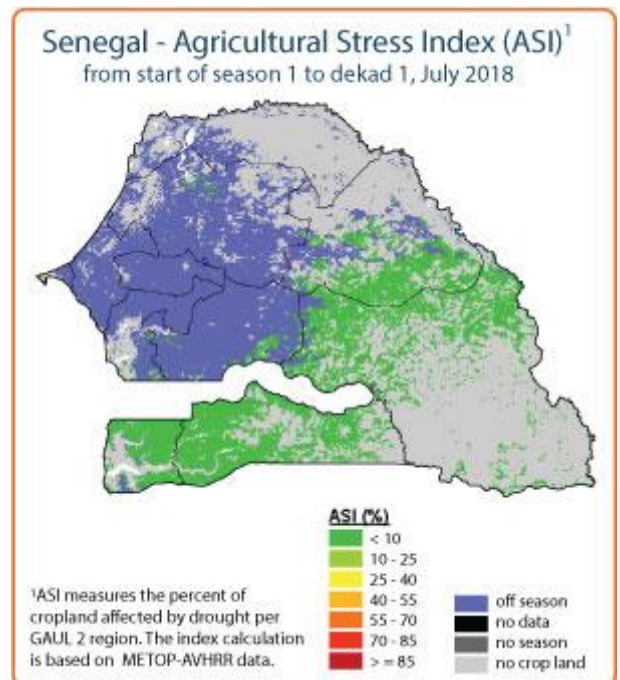 Senegal - Agricultural Stress Index (ASI)¹
from start of season 1 to dekad 1, July 2018
ASI (%)
< 10
10 - 25
25 - 40
40 - 55
55 - 70
70 - 85
> = 85
off season
no data
no season
no crop land
¹ASI measures the percent of
cropland affected by drought per
GAUL 2 region. The index calculation
is based on METOP-AVHRR data.